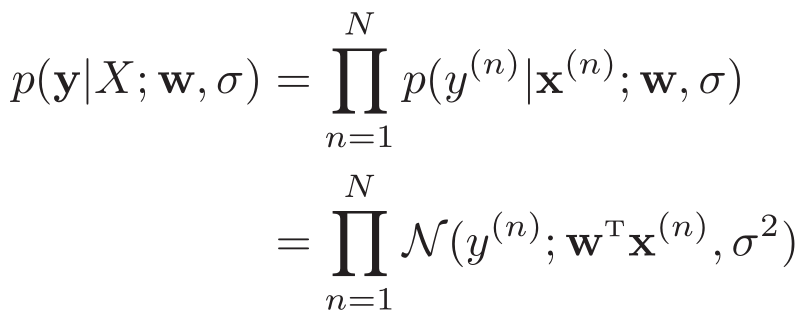 p(𝐲|X; 𝐰, σ) = ∏_{n=1}^{N} p(y^{(n)}|𝐱^{(n)}; 𝐰, σ)
= ∏_{n=1}^{N} 𝒩(y^{(n)}; 𝐰^T 𝐱^{(n)}, σ^2)